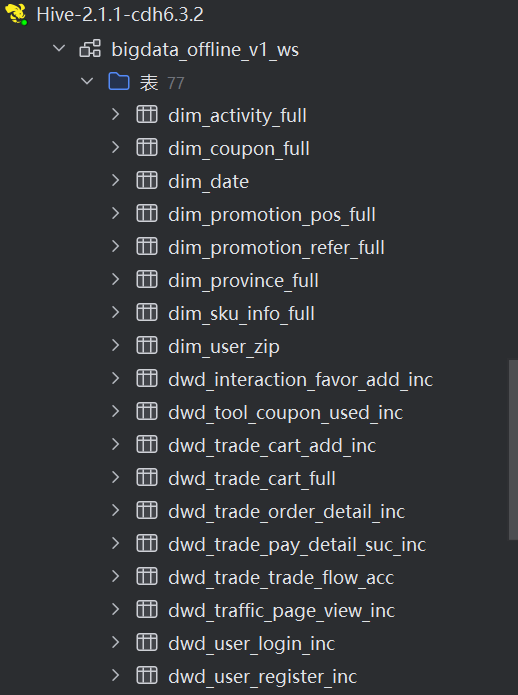 Hive-2.1.1-cdh6.3.2
bigdata_offline_v1_ws
表 77
dim_activity_full
dim_coupon_full
dim_date
dim_promotion_pos_full
dim_promotion_refer_full
dim_province_full
dim_sku_info_full
dim_user_zip
dwd_interaction_favor_add_inc
dwd_tool_coupon_used_inc
dwd_trade_cart_add_inc
dwd_trade_cart_full
dwd_trade_order_detail_inc
dwd_trade_pay_detail_suc_inc
dwd_trade_trade_flow_acc
dwd_traffic_page_view_inc
dwd_user_login_inc
dwd_user_register_inc